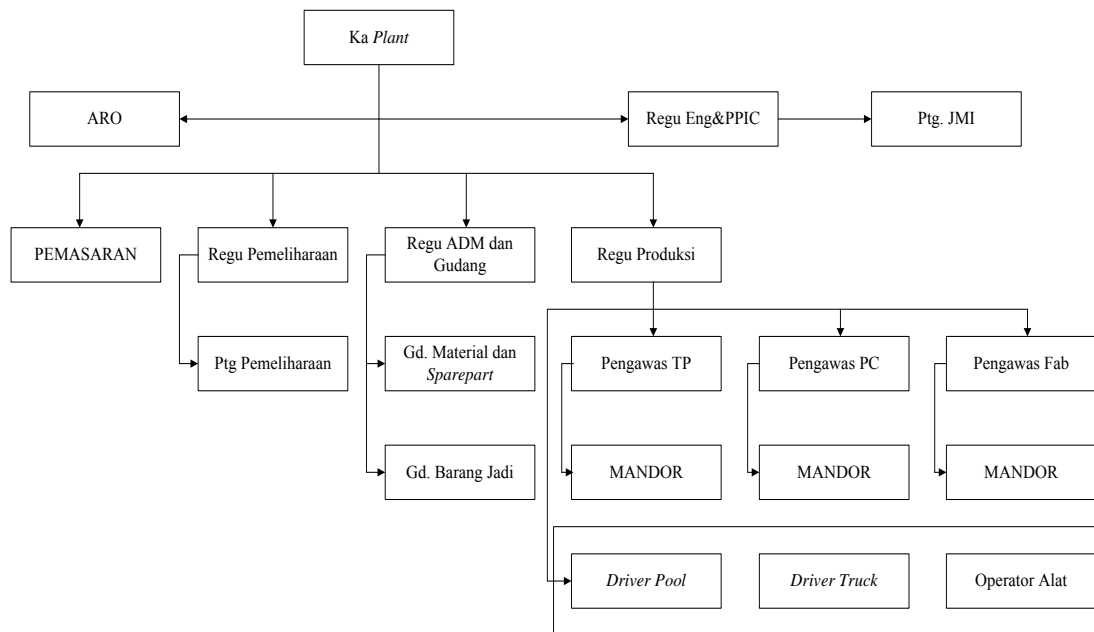 Ka Plant
ARO
Regu Eng&PPIC
Ptg. JMI
PEMASARAN
Regu Pemeliharaan
Regu ADM dan
Gudang
Regu Produksi
Ptg Pemeliharaan
Gd. Material dan
Sparepart
Pengawas TP
Pengawas PC
Pengawas Fab
Gd. Barang Jadi
MANDOR
MANDOR
MANDOR
Driver Pool
Driver Truck
Operator Alat